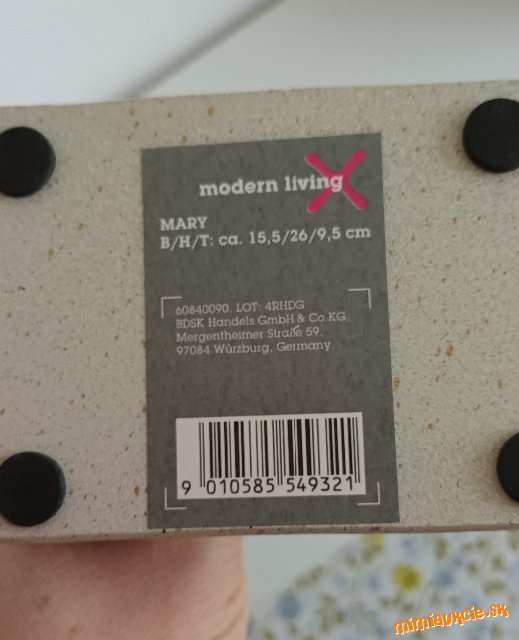 modern living
MARY
B/H/T: ca. 15,5/26/9,5 cm
60840090. LOT: 4RHDG
BDSK Handels GmbH & Co.KG,
Mergentheimer Straße 59,
97084 Würzburg, Germany.
9 010585 549321
mimiaukcie.sk